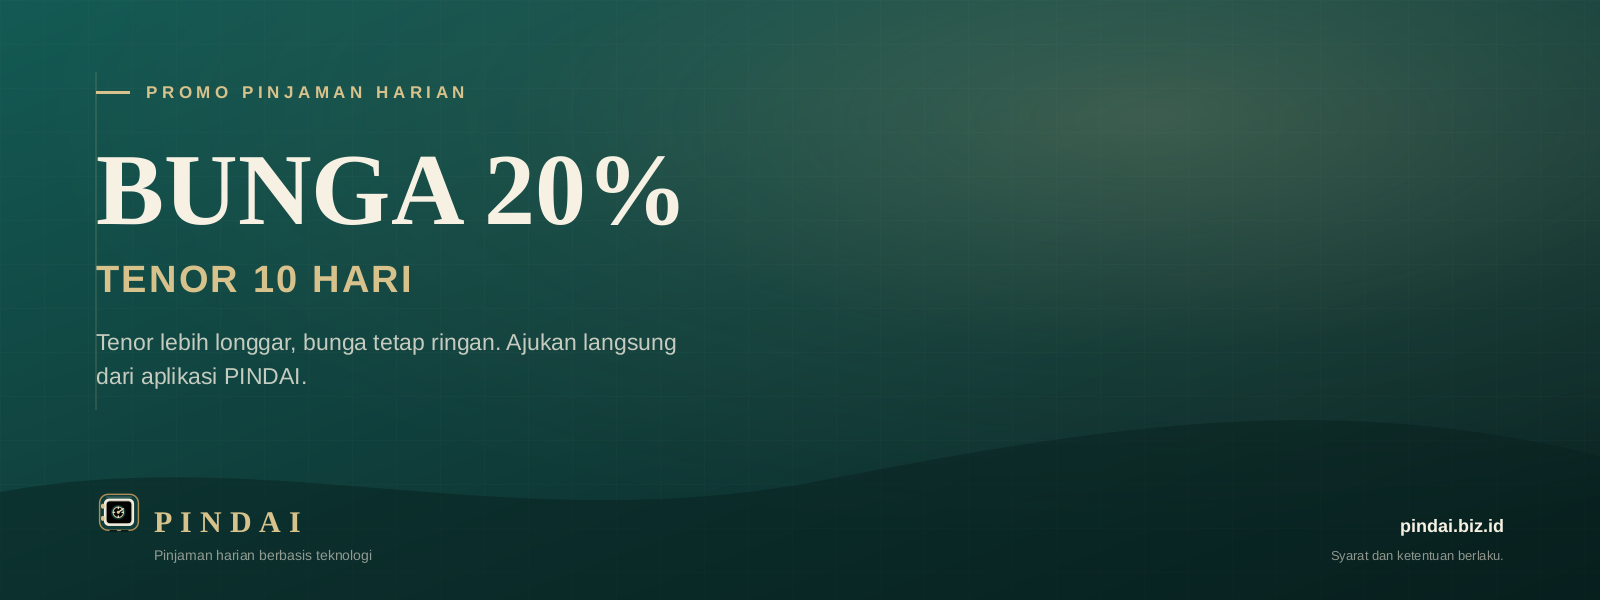 PROMO PINJAMAN HARIAN
BUNGA 20%
TENOR 10 HARI
Tenor lebih longgar, bunga tetap ringan. Ajukan langsung
dari aplikasi PINDAI.
PINDAI
Pinjaman harian berbasis teknologi
pindai.biz.id
Syarat dan ketentuan berlaku.